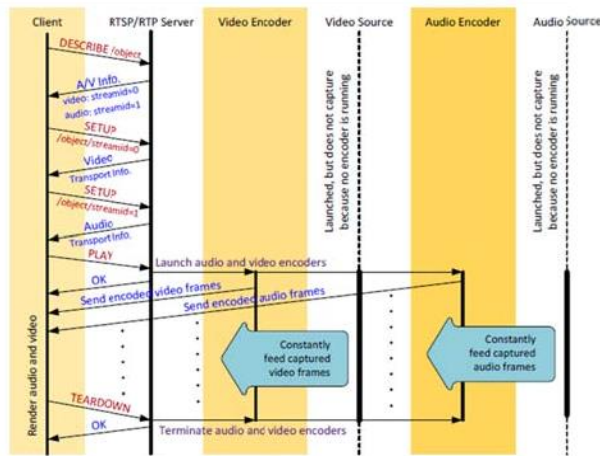 Client
RTSP/RTP Server
Video Encoder
Video Source
Audio Encoder
Audio Source
DESCRIBE /object
A/V Info.
video: streamid=0
audio: streamid=1
SETUP
/object/streamid=0
Video
Transport Info.
SETUP
/object/streamid=1
Audio
Transport Info.
PLAY
Launched, but does not capture
because no encoder is running
Launched, but does not capture
because no encoder is running
Launch audio and video encoders
OK
Send encoded video frames
Send encoded audio frames
Render audio and video
Constantly
feed captured
video frames
Constantly
feed captured
audio frames
TEARDOWN
OK
Terminate audio and video encoders